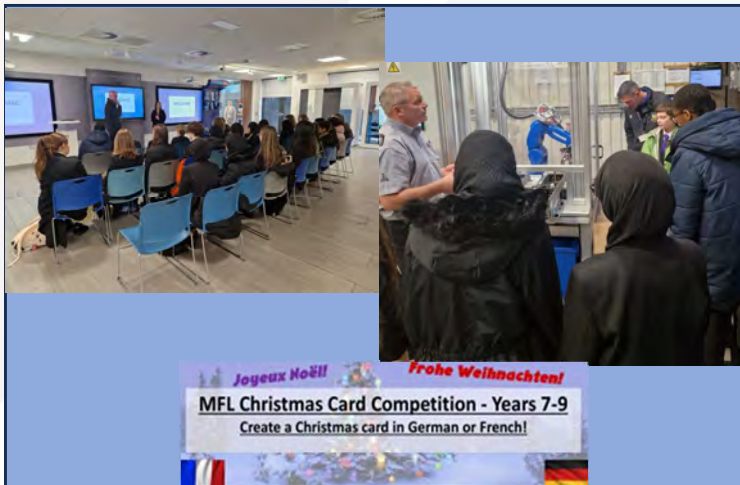 Joyeux Noël!
Frohe Weihnachten!
MFL Christmas Card Competition - Years 7-9
Create a Christmas card in German or French!